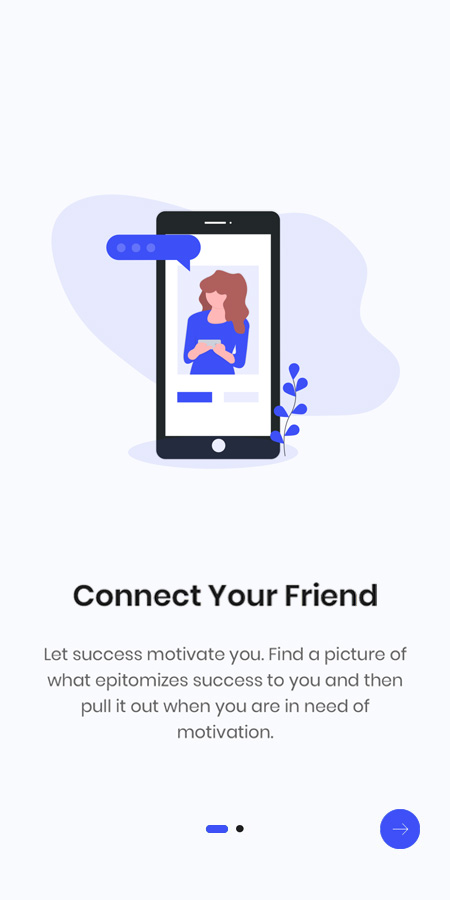 Connect Your Friend
Let success motivate you. Find a picture of
what epitomizes success to you and then
pull it out when you are in need of
motivation.